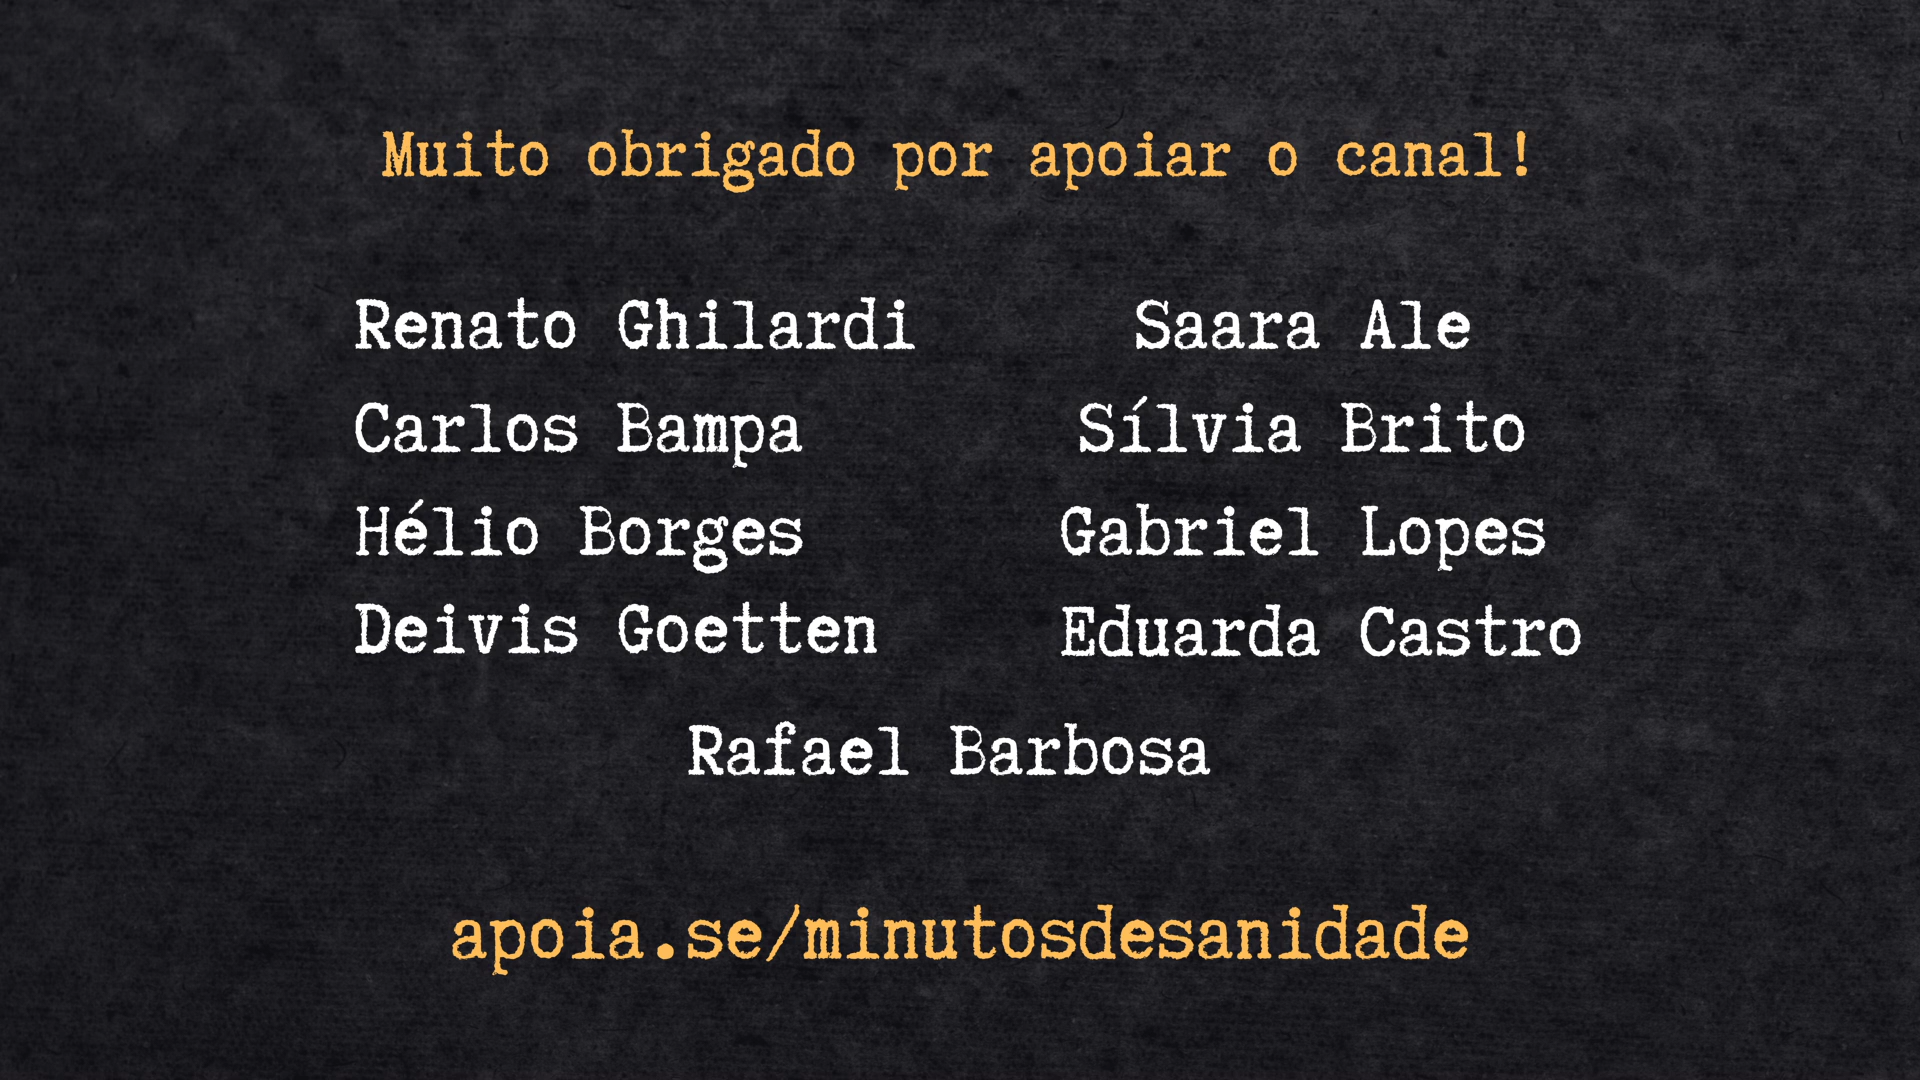 Muito obrigado por apoiar o canal!
Renato Ghilardi
Saara Ale
Carlos Bampa
Sílvia Brito
Hélio Borges
Gabriel Lopes
Deivis Goetten
Eduarda Castro
Rafael Barbosa
apoia.se/minutosdesanidade